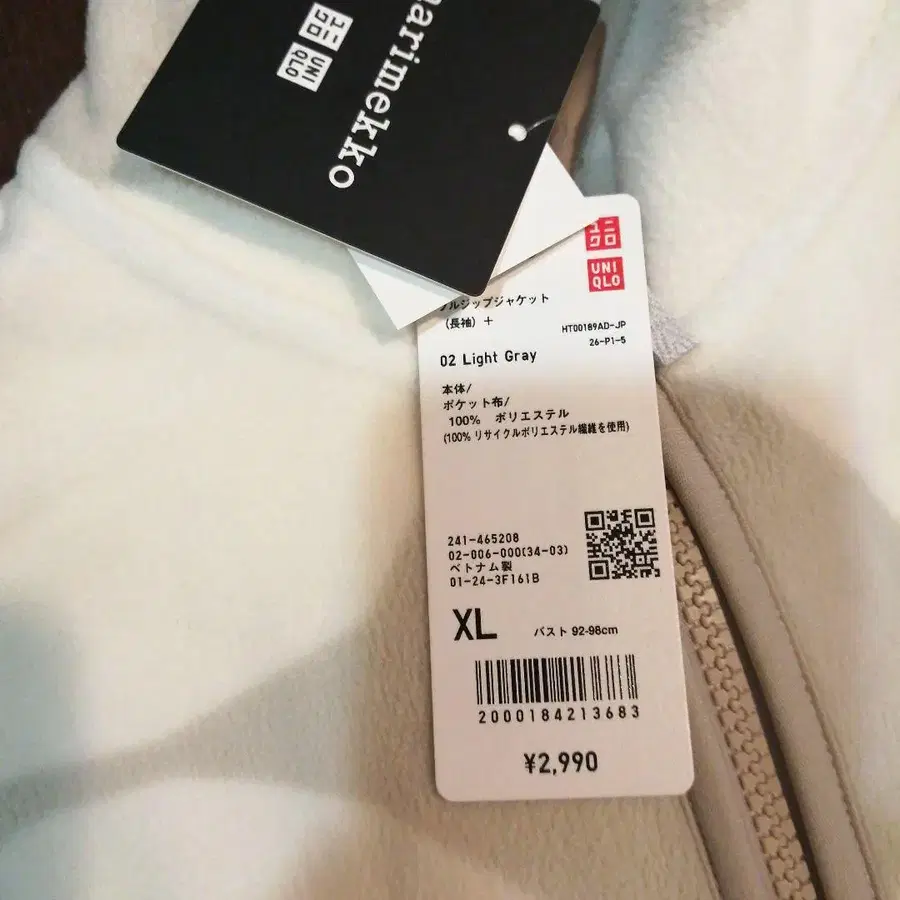 arimekko
ユニ
クロ
UNI
QLO
ニ
クロ
UNI
QLO
ルジップジャケット
(長袖) +
HT00189AD-JP
26-P1-5
02 Light Gray
本体/
ポケット布/
100% ポリエステル
(100% リサイクルポリエステル繊維を使用)
241-465208
02-006-000(34-03)
ベトナム製
01-24-3F161B
XL
バスト 92-98cm
2000184213683
¥2,990